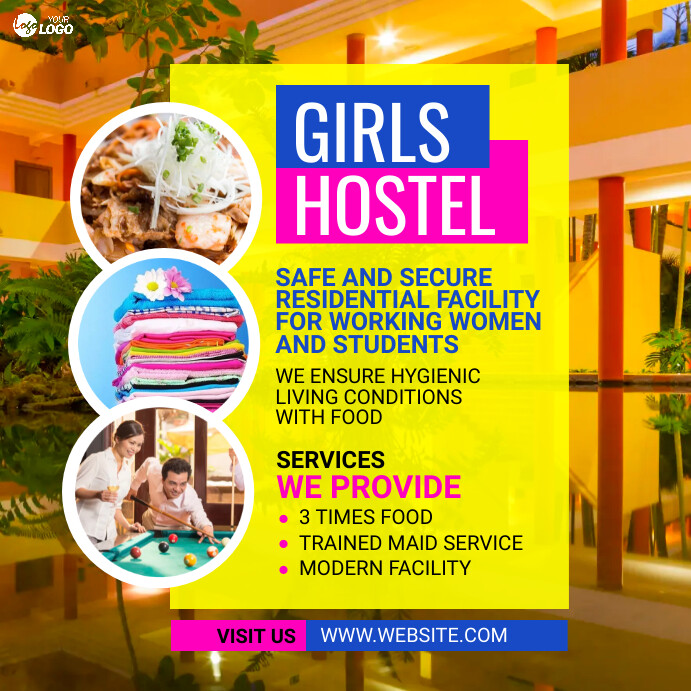 Logo YOUR
LOGO
GIRLS
HOSTEL
SAFE AND SECURE
RESIDENTIAL FACILITY
FOR WORKING WOMEN
AND STUDENTS
WE ENSURE HYGIENIC
LIVING CONDITIONS
WITH FOOD
SERVICES
WE PROVIDE
• 3 TIMES FOOD
• TRAINED MAID SERVICE
• MODERN FACILITY
VISIT US WWW.WEBSITE.COM